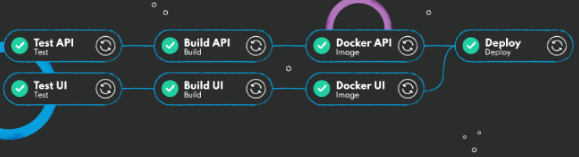 Test API
Test
Build API
Build
Docker API
Image
Deploy
Deploy
Test UI
Test
Build UI
Build
Docker UI
Image